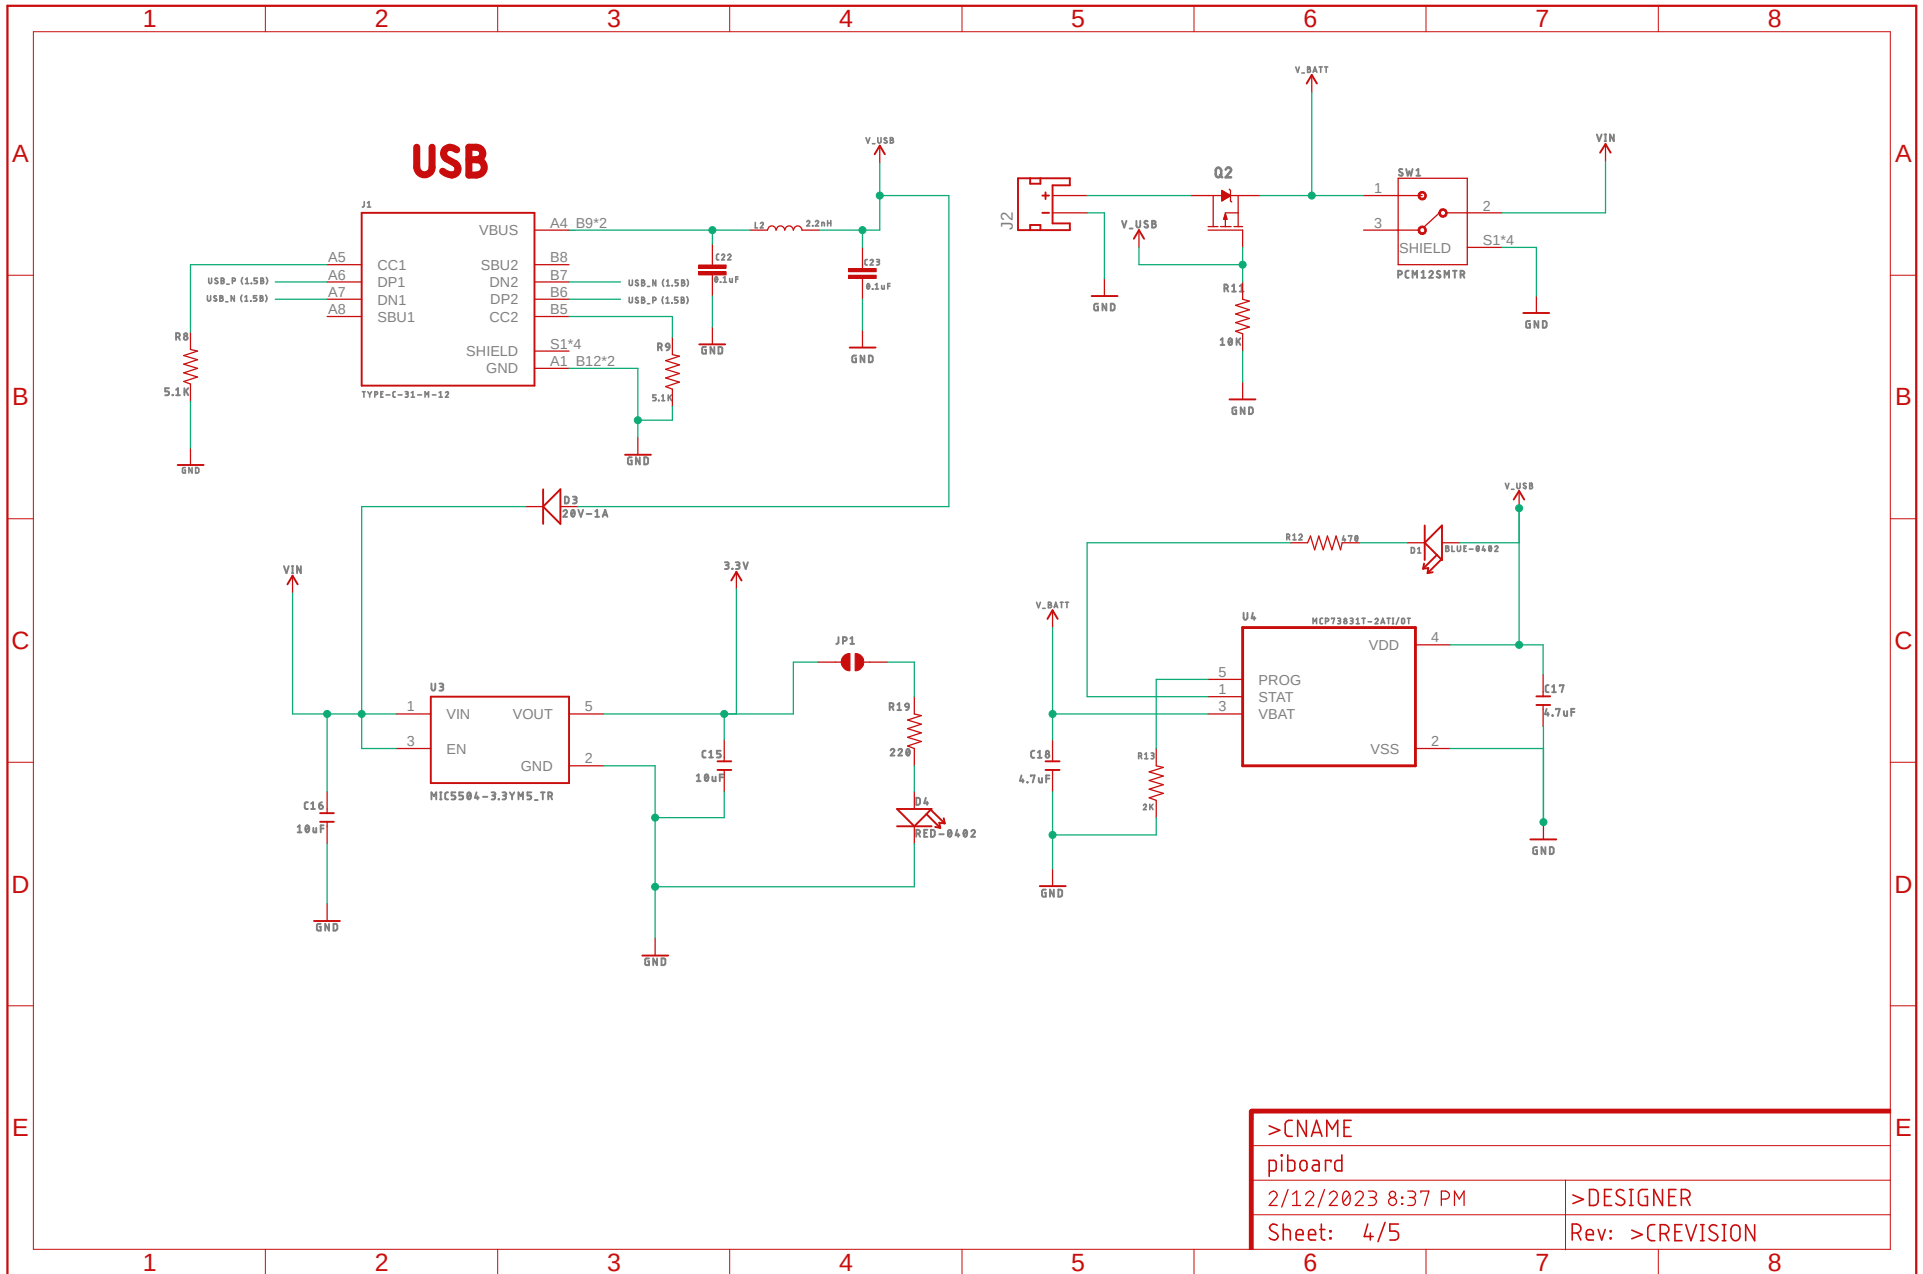 1 2 3 4 5 6 7 8
A A
V_BATT
VIN
V_USB
USB
J1
VBUS A4 B9*2
L2 2.2nH
Q2
SW1
1
2
3
S1*4
SHIELD
PCM12SMTR
J2
+
-
V_USB
A5 CC1 SBU2 B8
USB_P (1.5B) A6 DP1 DN2 B7 USB_N (1.5B)
USB_N (1.5B) A7 DN1 DP2 B6 USB_P (1.5B)
A8 SBU1 CC2 B5
SHIELD S1*4
GND A1 B12*2
TYPE-C-31-M-12
C22
0.1uF
GND
C23
0.1uF
GND
GND
R11
10K
GND
GND
R8
5.1K
GND
R9
5.1K
GND
B B
D3
20V-1A
V_USB
R12 470
D1 BLUE-0402
VIN
3.3V
JP1
V_BATT
U4 MCP73831T-2ATI/OT
VDD 4
5 PROG
1 STAT
3 VBAT
VSS 2
C17
4.7uF
C C
U3
1 VIN VOUT 5
3 EN
GND 2
MIC5504-3.3YM5_TR
C15
10uF
R19
220
C18
4.7uF
R13
2K
C16
10uF
D4
RED-0402
GND
GND
GND
GND
D D
E E
>CNAME
piboard
2/12/2023 8:37 PM >DESIGNER
Sheet: 4/5 Rev: >CREVISION
1 2 3 4 5 6 7 8